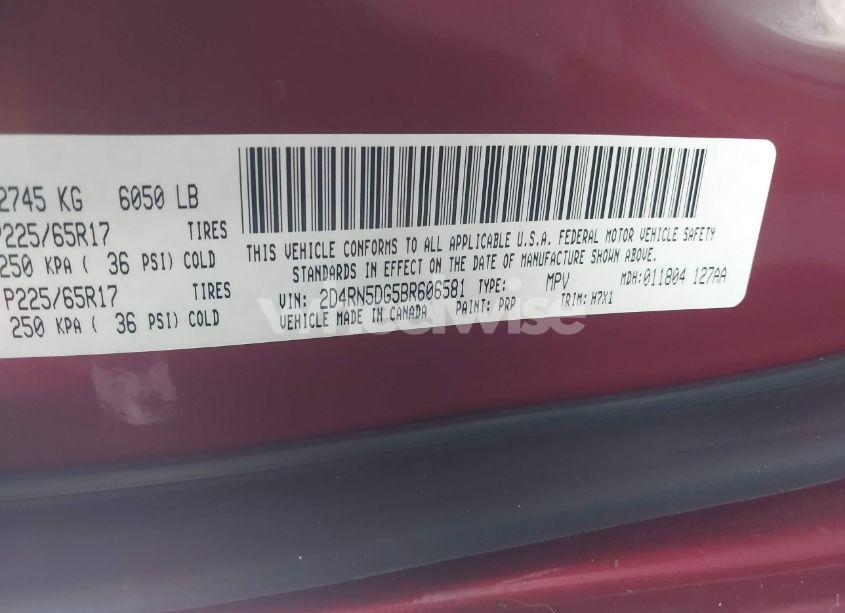 2745 KG 6050 LB
P225/65R17 TIRES
250 KPA ( 36 PSI) COLD
P225/65R17 TIRES
250 KPA ( 36 PSI) COLD
THIS VEHICLE CONFORMS TO ALL APPLICABLE U.S.A. FEDERAL MOTOR VEHICLE SAFETY
STANDARDS IN EFFECT ON THE DATE OF MANUFACTURE SHOWN ABOVE.
VIN: 2D4RN5DG5BR606581 TYPE: MPV MDH: 011804 127AA
VEHICLE MADE IN CANADA PAINT: PRP TRIM: H7X1
wheelwise